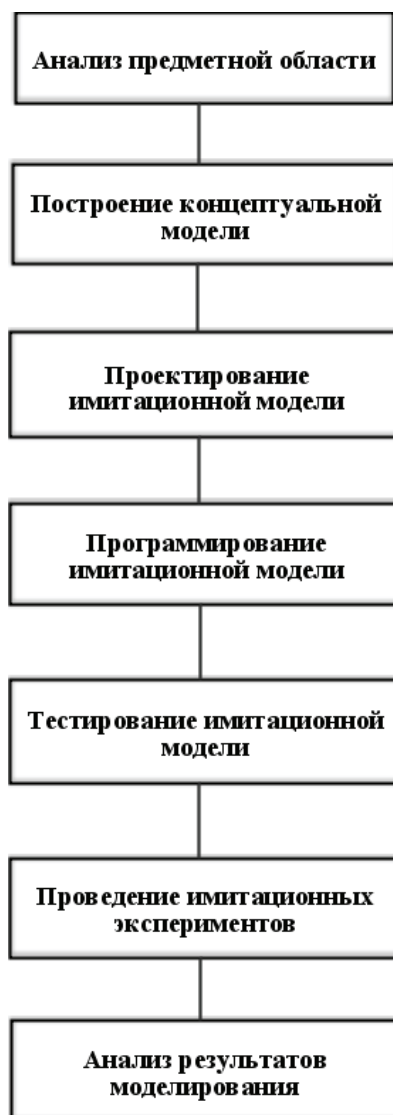 Анализ предметной области
Построение концептуальной
модели
Проектирование
имитационной модели
Программирование
имитационной модели
Тестирование имитационной
модели
Проведение имитационных
экспериментов
Анализ результатов
моделирования